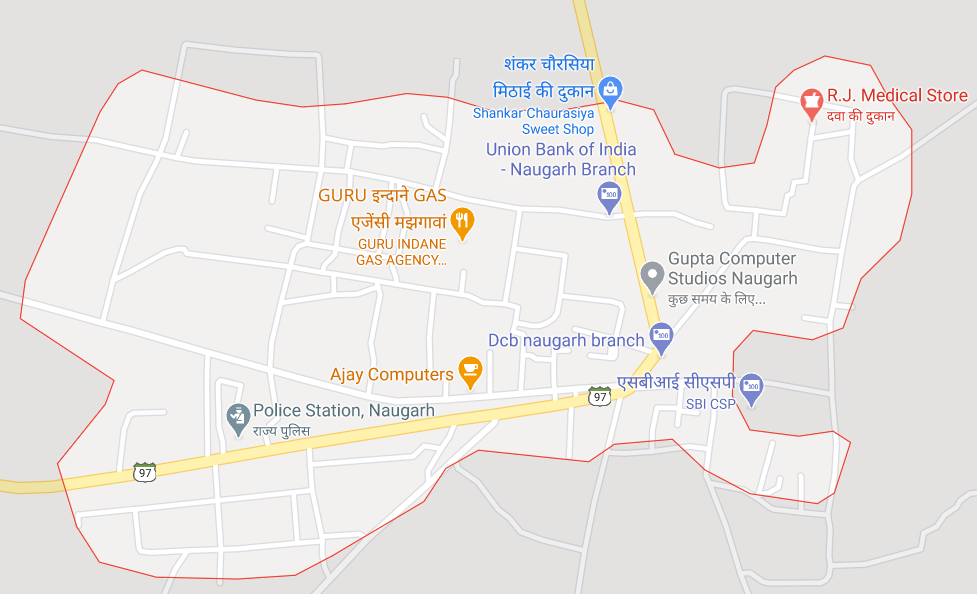 शंकर चौरसिया
मिठाई की दुकान
Shankar Chaurasiya
Sweet Shop
R.J. Medical Store
दवा की दुकान
Union Bank of India
- Naugarh Branch
GURU इन्दाने GAS
एजेंसी मझगावां
GURU INDANE
GAS AGENCY...
Gupta Computer
Studios Naugarh
कुछ समय के लिए...
Dcb naugarh branch
Ajay Computers
एसबीआई सीएसपी
SBI CSP
97
Police Station, Naugarh
राज्य पुलिस
97